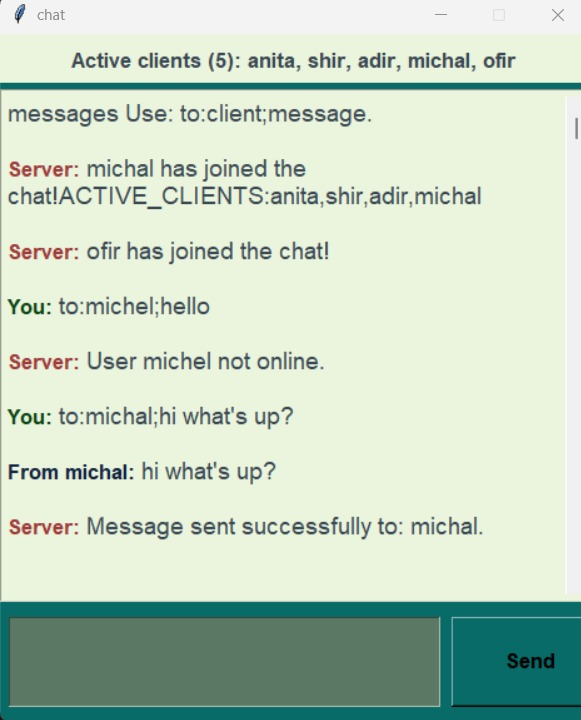 chat
Active clients (5): anita, shir, adir, michal, ofir
messages Use: to:client;message.
Server: michal has joined the
chat!ACTIVE_CLIENTS:anita,shir,adir,michal
Server: ofir has joined the chat!
You: to:michel;hello
Server: User michel not online.
You: to:michal;hi what's up?
From michal: hi what's up?
Server: Message sent successfully to: michal.
Send